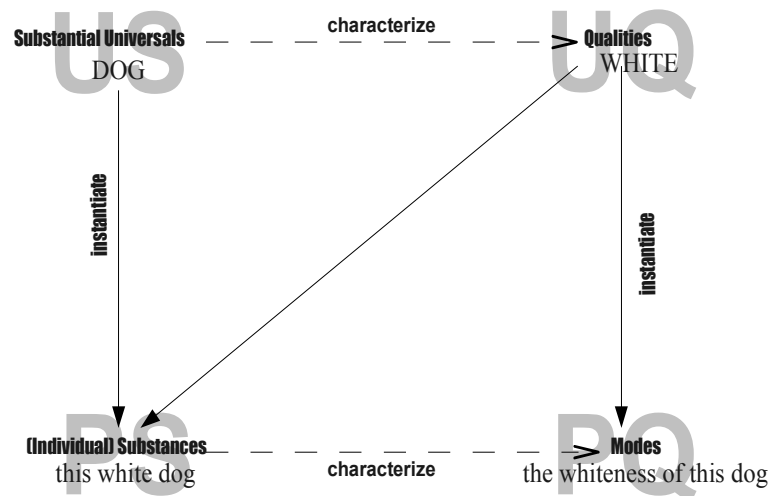 characterize
Substantial Universals
Qualities
US
UQ
DOG
WHITE
instantiate
instantiate
(Individual) Substances
Modes
PS
PQ
this white dog
characterize
the whiteness of this dog